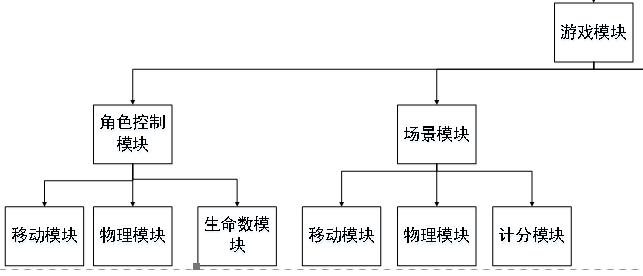 游戏模块
角色控制
模块
场景模块
移动模块
物理模块
生命数模
块
移动模块
物理模块
计分模块